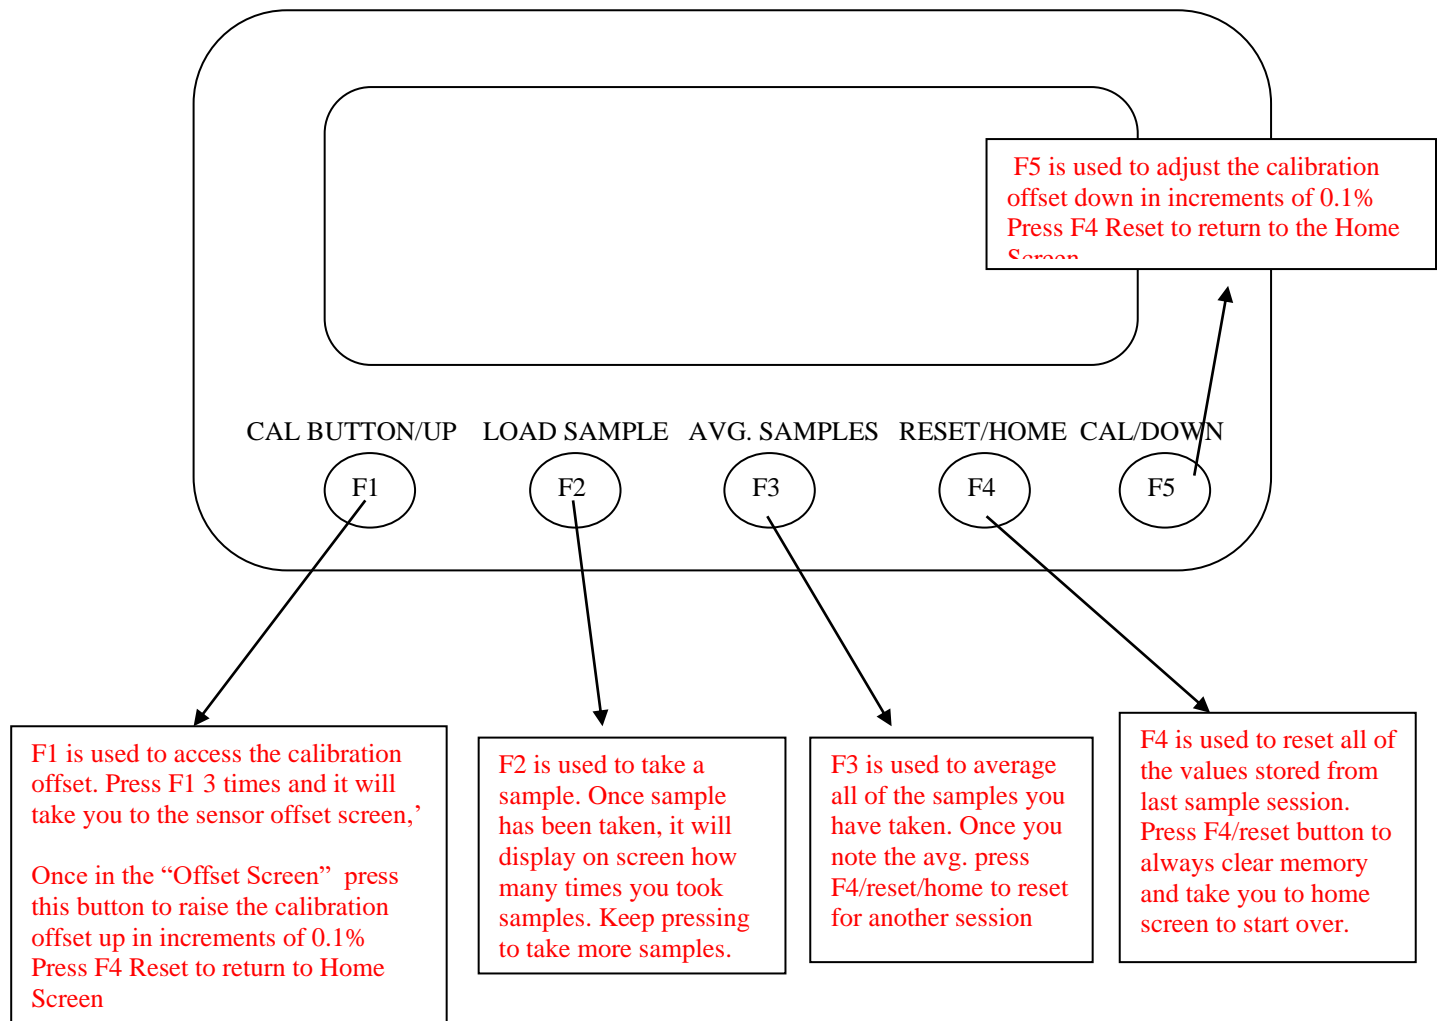 F5 is used to adjust the calibration
offset down in increments of 0.1%
Press F4 Reset to return to the Home
Screen
CAL BUTTON/UP LOAD SAMPLE AVG. SAMPLES RESET/HOME CAL/DOWN
F1 F2 F3 F4 F5
F1 is used to access the calibration
offset. Press F1 3 times and it will
take you to the sensor offset screen,’
Once in the “Offset Screen” press
this button to raise the calibration
offset up in increments of 0.1%
Press F4 Reset to return to Home
Screen
F2 is used to take a
sample. Once sample
has been taken, it will
display on screen how
many times you took
samples. Keep pressing
to take more samples.
F3 is used to average
all of the samples you
have taken. Once you
note the avg. press
F4/reset/home to reset
for another session
F4 is used to reset all of
the values stored from
last sample session.
Press F4/reset button to
always clear memory
and take you to home
screen to start over.